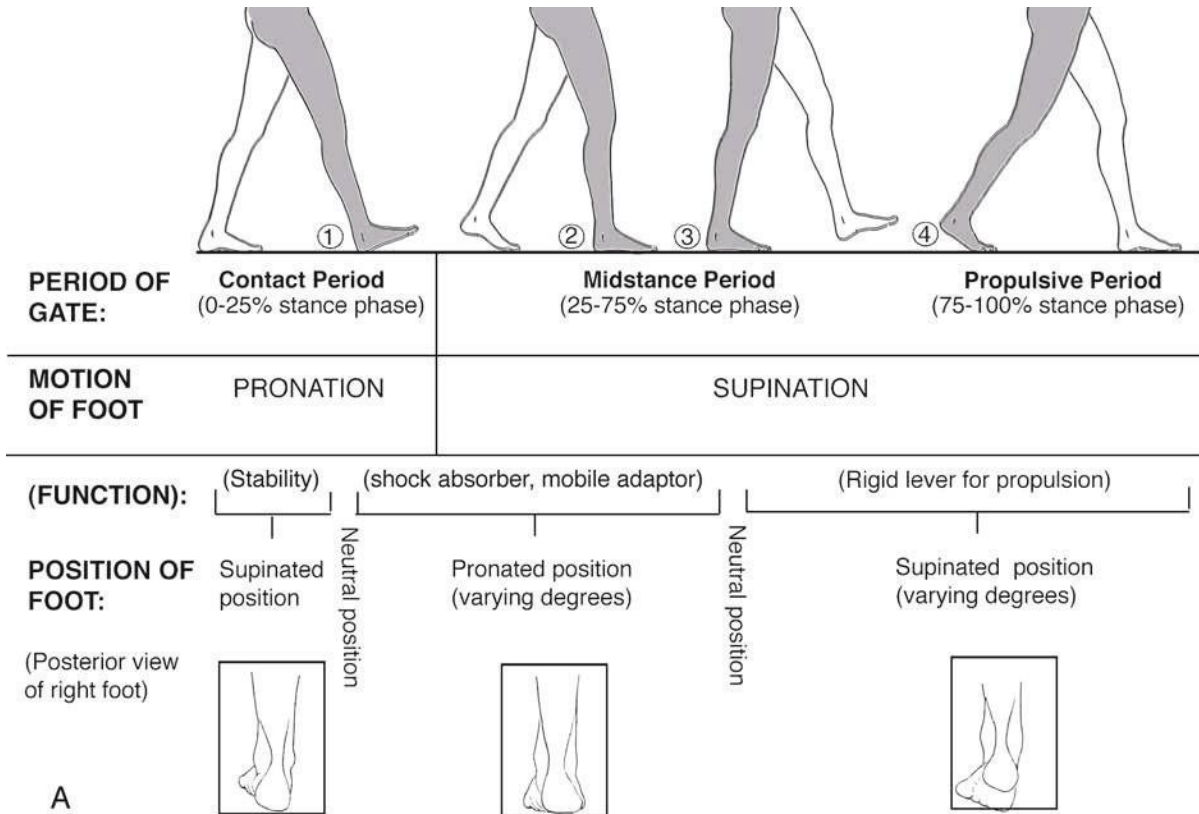 1
2
3
4
PERIOD OF
GATE:
Contact Period
(0-25% stance phase)
Midstance Period
(25-75% stance phase)
Propulsive Period
(75-100% stance phase)
MOTION
OF FOOT
PRONATION
SUPINATION
(FUNCTION):
(Stability)
(shock absorber, mobile adaptor)
(Rigid lever for propulsion)
Neutral position
Neutral position
POSITION OF
FOOT:
Supinated
position
Pronated position
(varying degrees)
Supinated position
(varying degrees)
(Posterior view
of right foot)
A